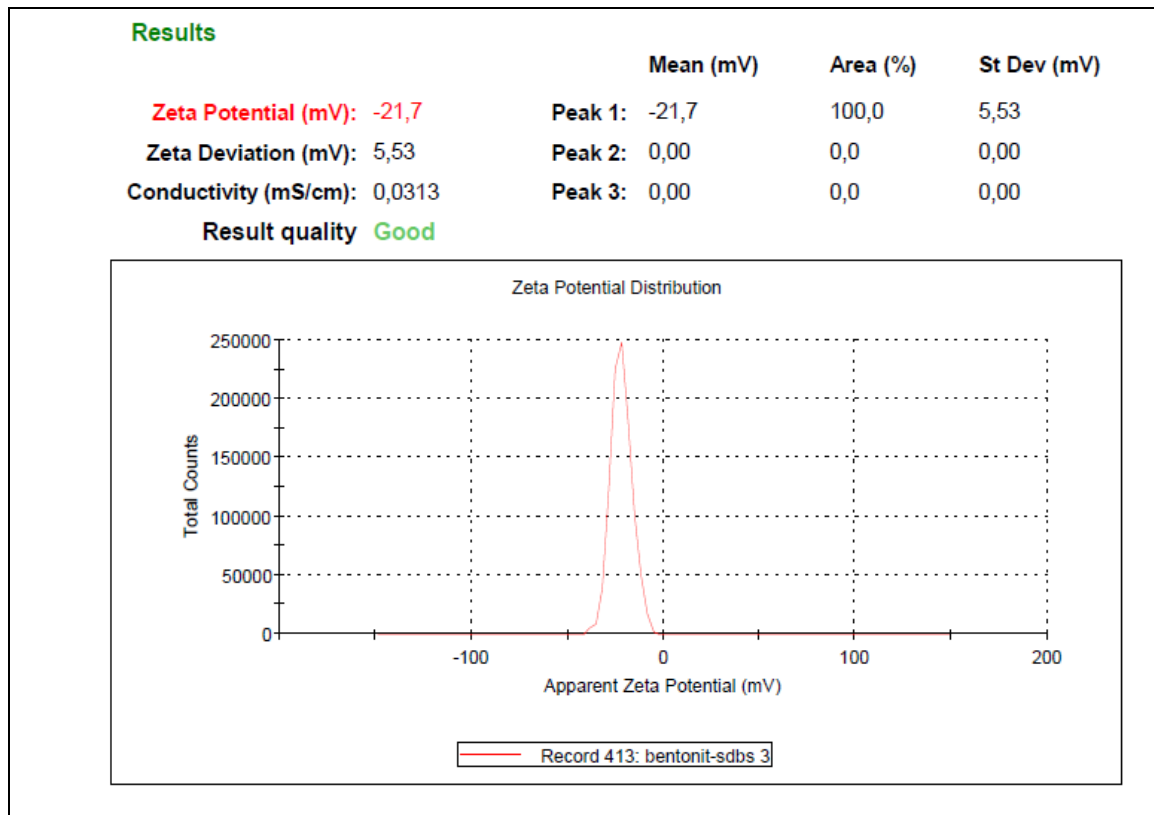 Results
Mean (mV) Area (%) St Dev (mV)
Zeta Potential (mV): -21,7 Peak 1: -21,7 100,0 5,53
Zeta Deviation (mV): 5,53 Peak 2: 0,00 0,0 0,00
Conductivity (mS/cm): 0,0313 Peak 3: 0,00 0,0 0,00
Result quality Good
Zeta Potential Distribution
250000
200000
150000
100000
50000
0
Total Counts
-100 0 100 200
Apparent Zeta Potential (mV)
Record 413: bentonit-sdbs 3